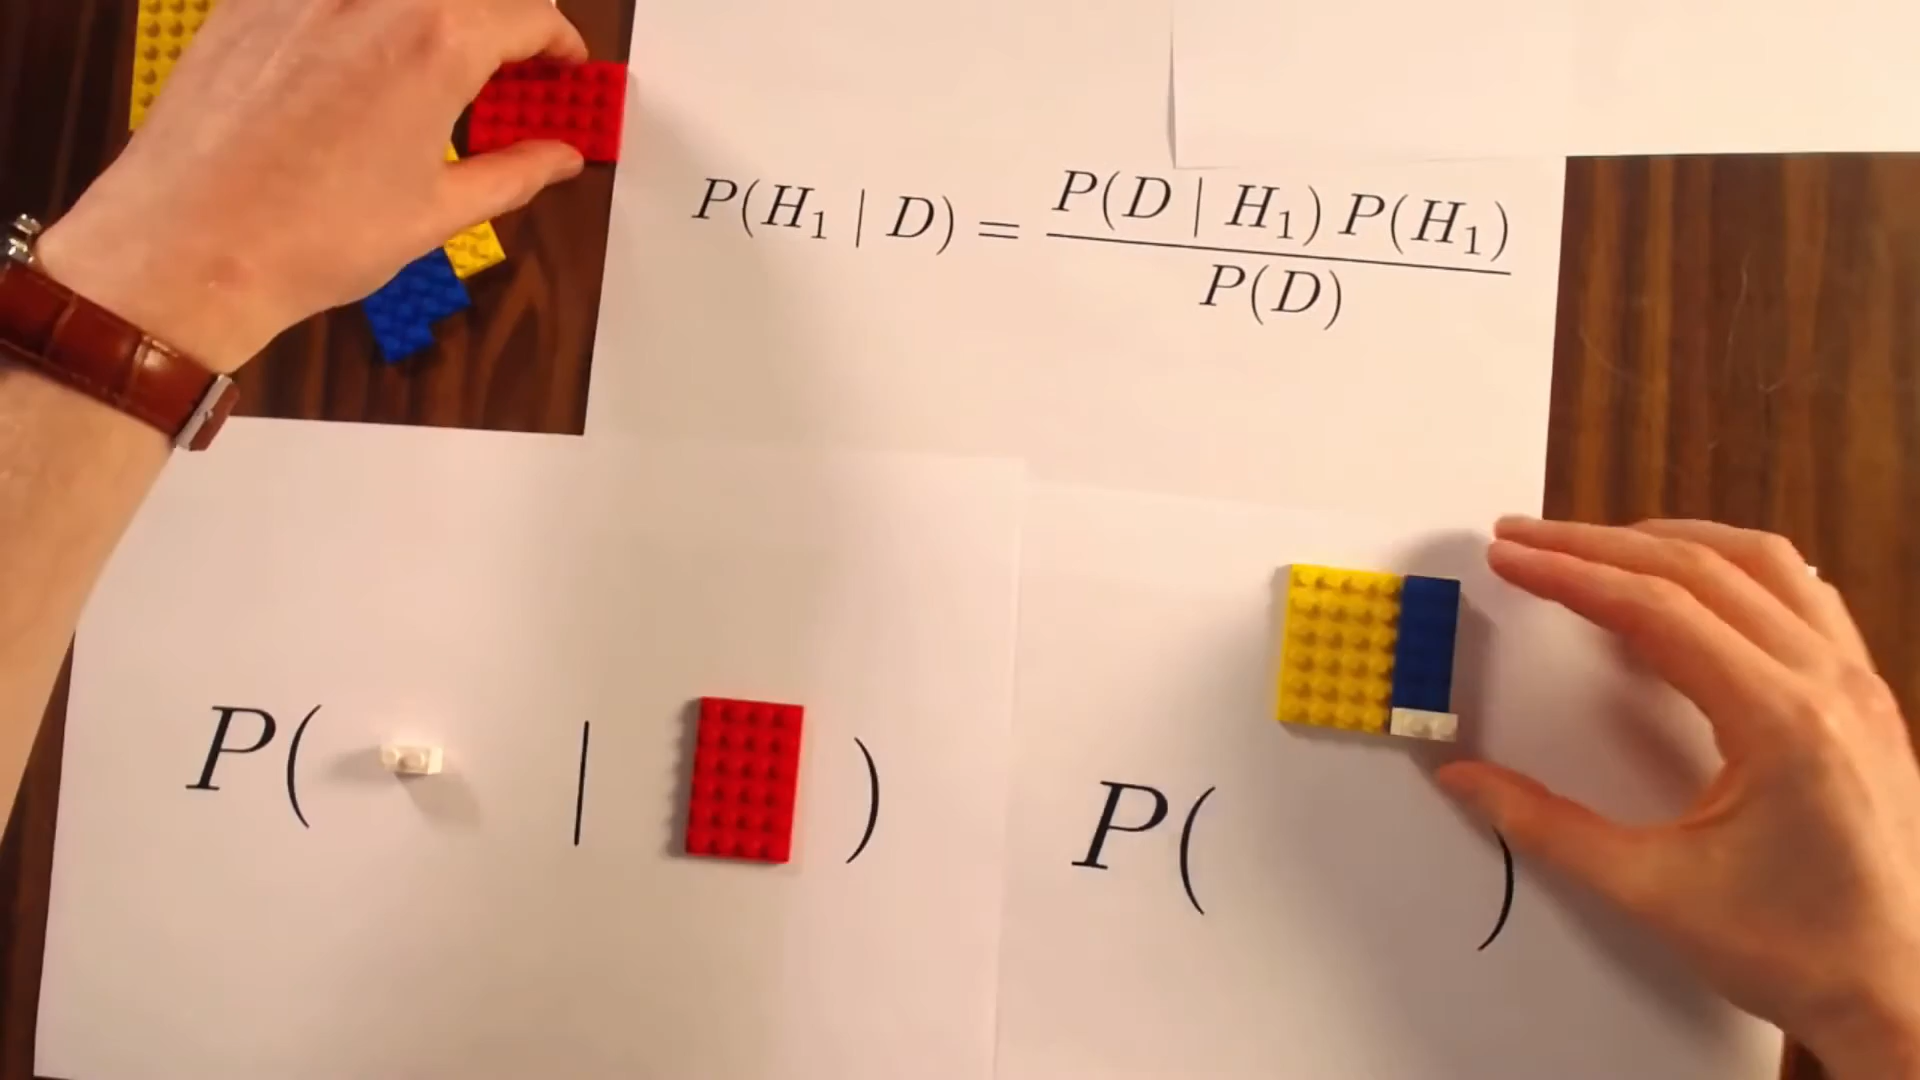 P(H₁ | D) = P(D | H₁) P(H₁) / P(D)
P( | )
P( )